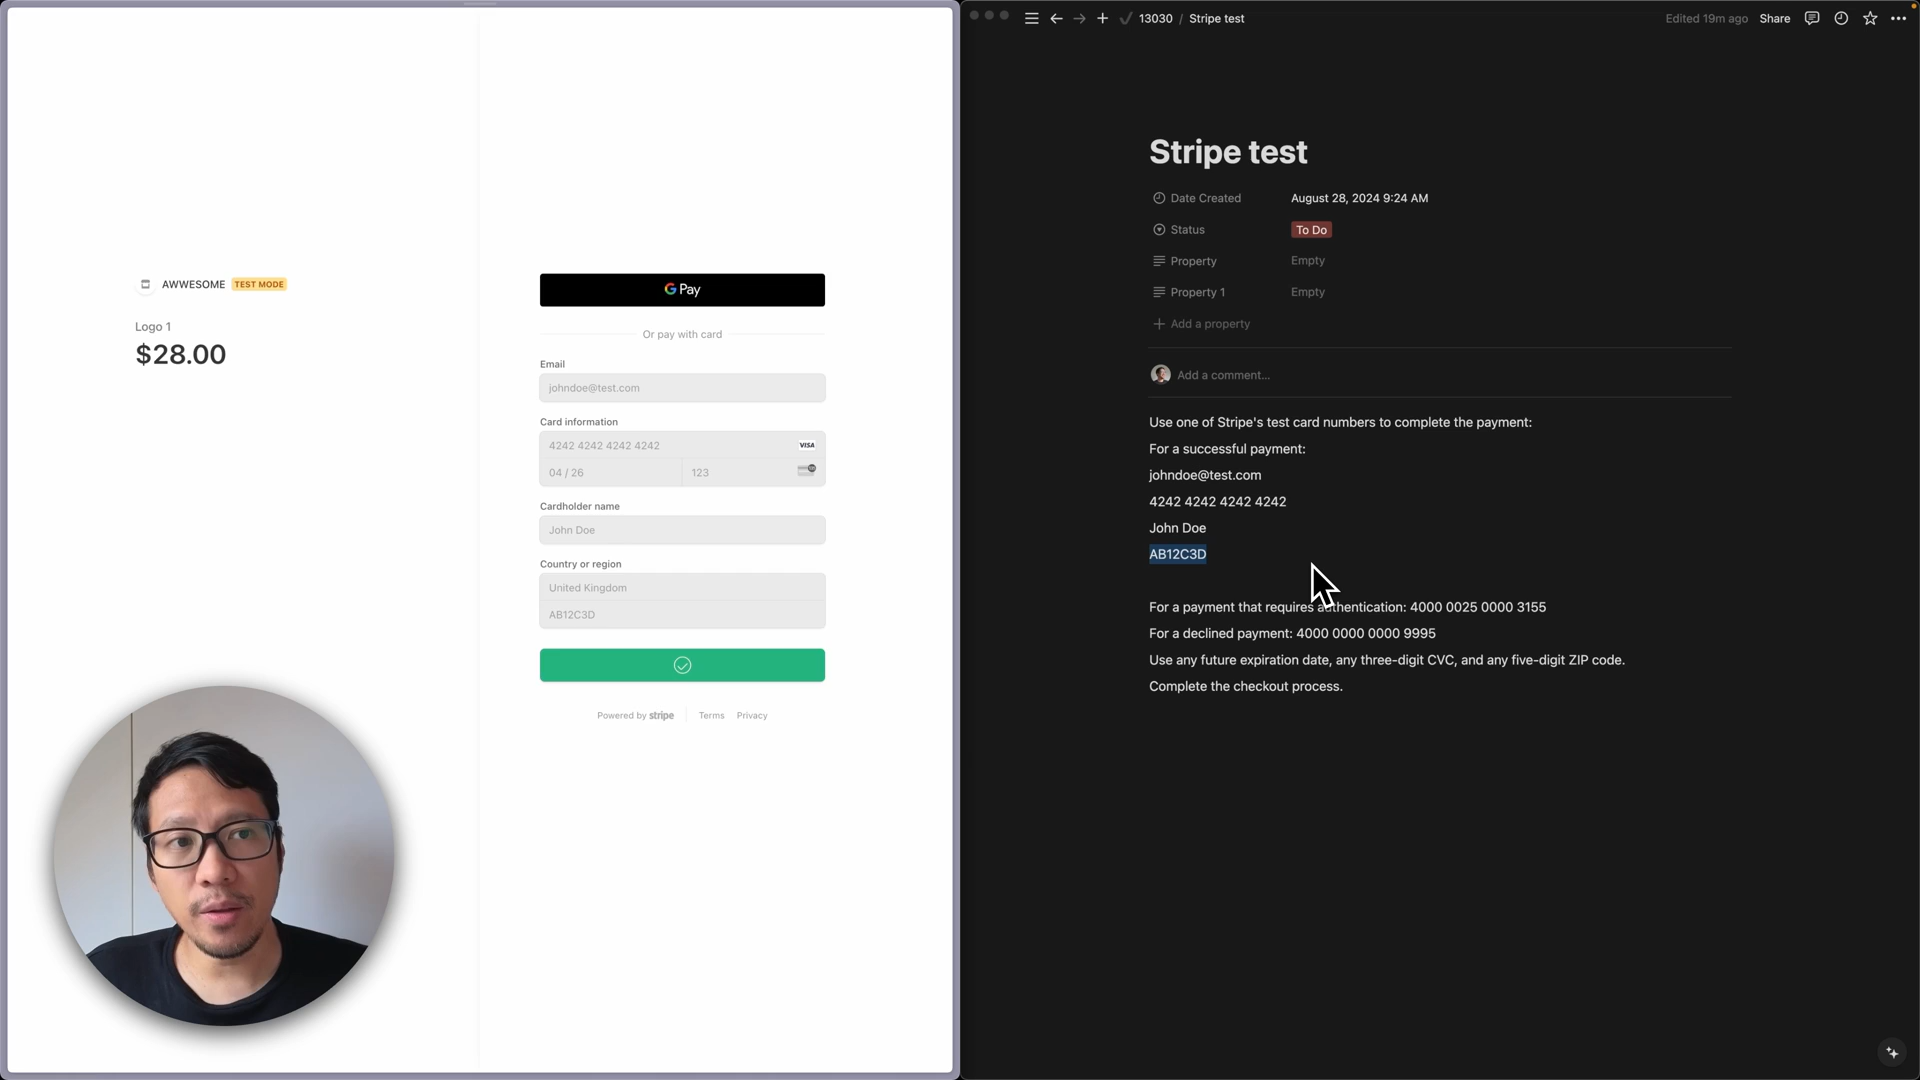 AWWESOME TEST MODE
Logo 1
$28.00
G Pay
Or pay with card
Email
johndoe@test.com
Card information
4242 4242 4242 4242 VISA
04 / 26 123
Cardholder name
John Doe
Country or region
United Kingdom
AB12C3D
Powered by stripe Terms Privacy
13030 / Stripe test Edited 19m ago Share
Stripe test
Date Created August 28, 2024 9:24 AM
Status To Do
Property Empty
Property 1 Empty
Add a property
Add a comment...
Use one of Stripe's test card numbers to complete the payment:
For a successful payment:
johndoe@test.com
4242 4242 4242 4242
John Doe
AB12C3D
For a payment that requires authentication: 4000 0025 0000 3155
For a declined payment: 4000 0000 0000 9995
Use any future expiration date, any three-digit CVC, and any five-digit ZIP code.
Complete the checkout process.